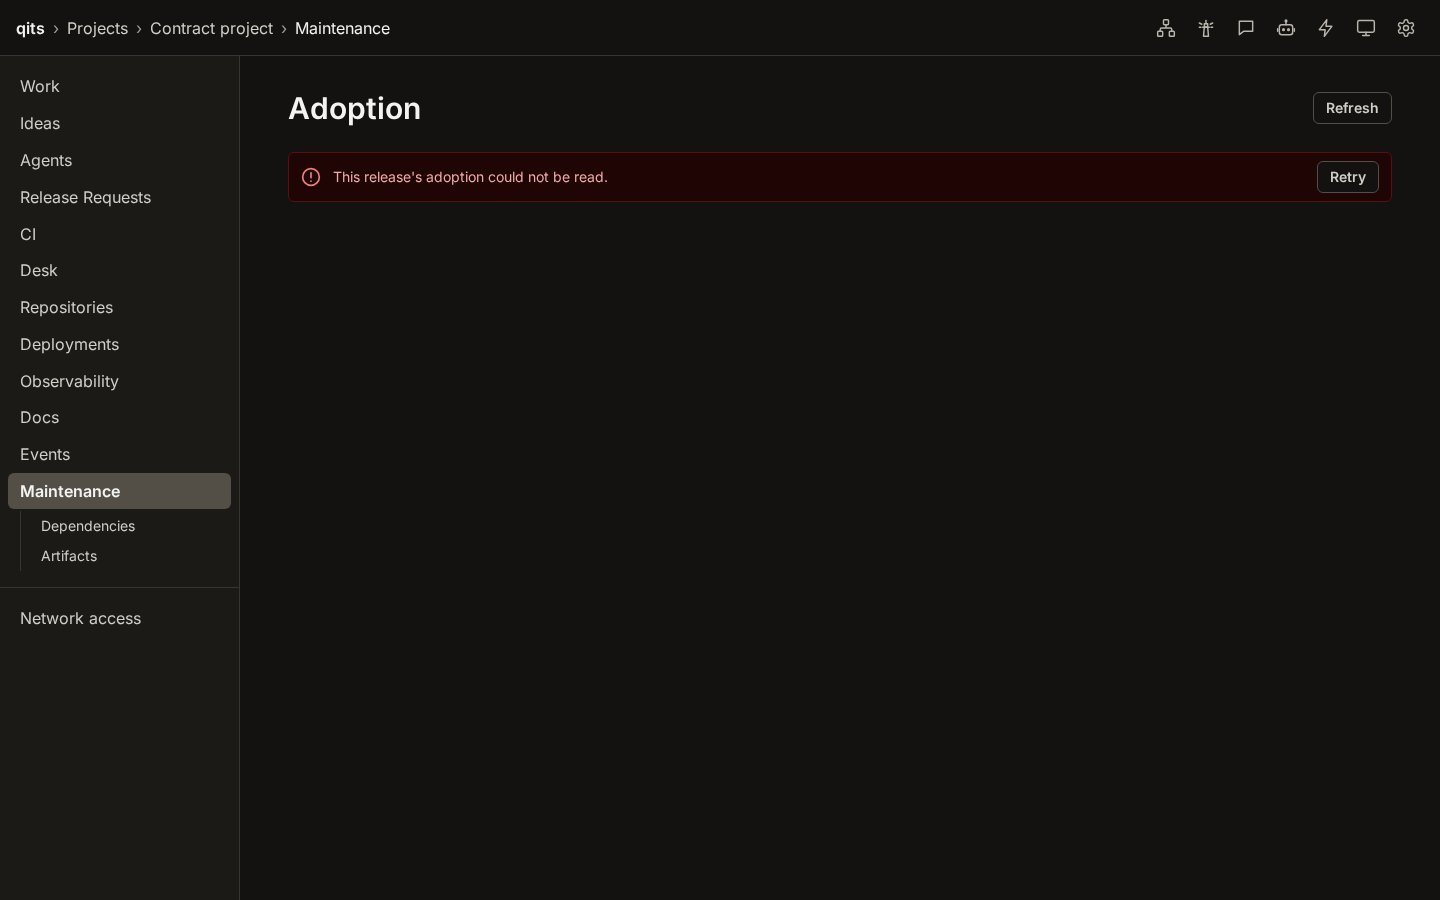 qits › Projects › Contract project › Maintenance
Work
Ideas
Agents
Release Requests
CI
Desk
Repositories
Deployments
Observability
Docs
Events
Maintenance
Dependencies
Artifacts
Network access
Adoption
Refresh
This release's adoption could not be read.
Retry